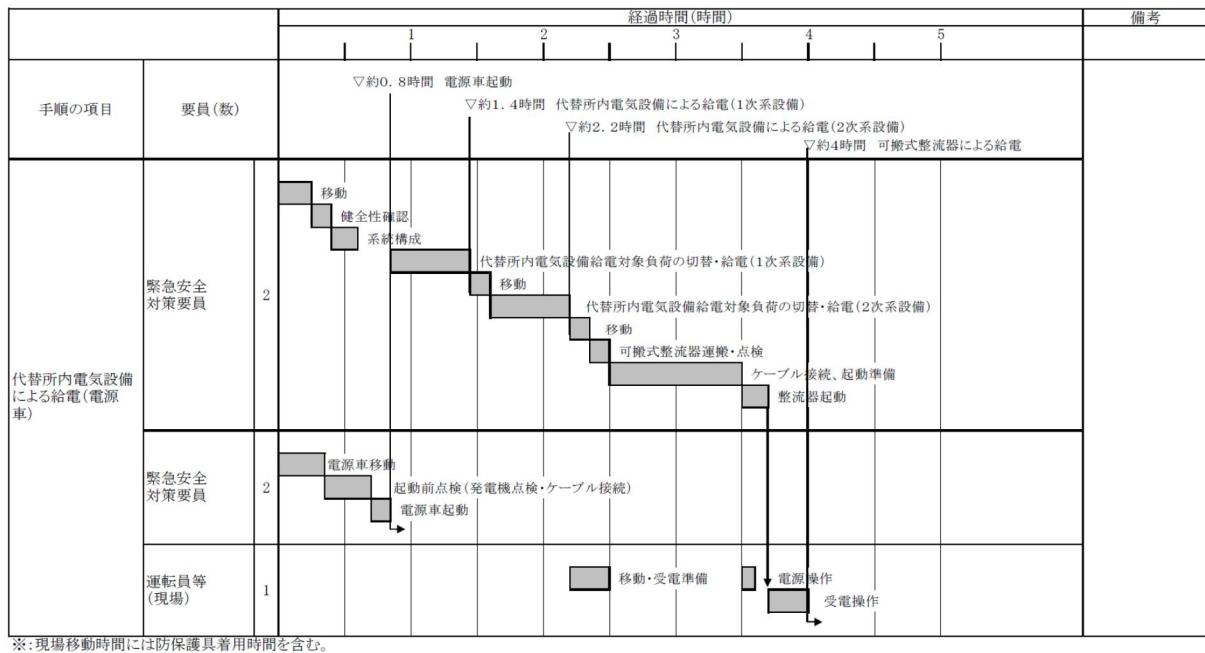 経過時間(時間)
備考
1 2 3 4 5
手順の項目
要員(数)
▽約0.8時間 電源車起動
▽約1.4時間 代替所内電気設備による給電(1次系設備)
▽約2.2時間 代替所内電気設備による給電(2次系設備)
▽約4時間 可搬式整流器による給電
代替所内電気設備
による給電(電源
車)
緊急安全
対策要員
2
移動
健全性確認
系統構成
代替所内電気設備給電対象負荷の切替・給電(1次系設備)
移動
代替所内電気設備給電対象負荷の切替・給電(2次系設備)
移動
可搬式整流器運搬・点検
ケーブル接続、起動準備
整流器起動
緊急安全
対策要員
2
電源車移動
起動前点検(発電機点検・ケーブル接続)
電源車起動
運転員等
(現場)
1
移動・受電準備
電源操作
受電操作
※:現場移動時間には防保護具着用時間を含む。